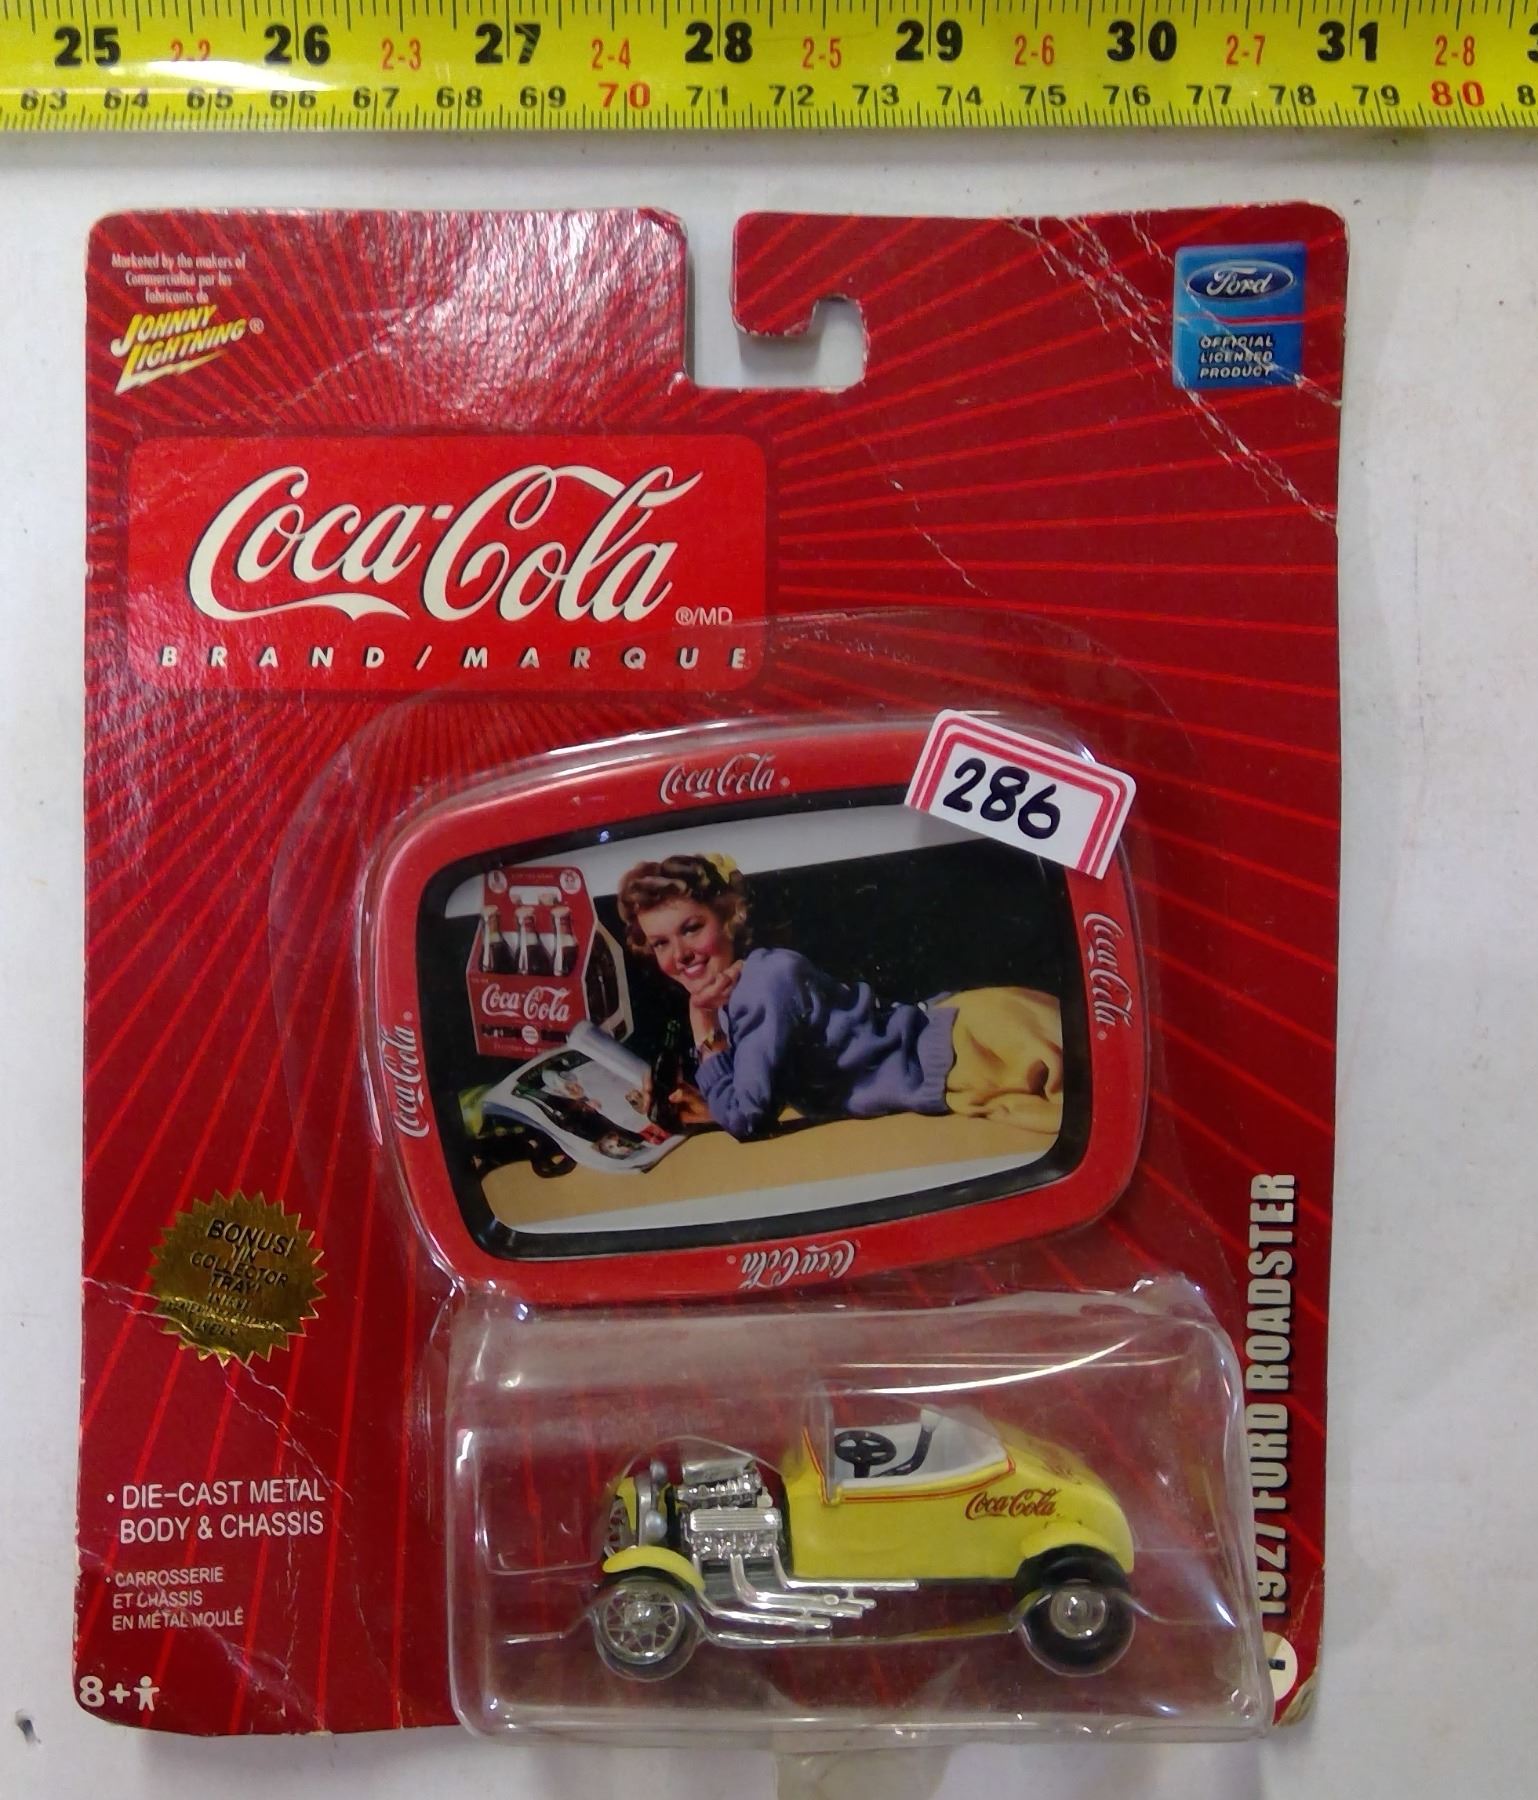 25 26 27 28 29 30 31
2-2 2-3 2-4 2-5 2-6 2-7 2-8
63 64 65 66 67 68 69 70 71 72 73 74 75 76 77 78 79 80
Marketed by the makers of
Commercialisé par les
fabricants de
JOHNNY
LIGHTNING®
Ford
OFFICIAL
LICENSED
PRODUCT
Coca-Cola
®/MD
BRAND/MARQUE
Coca-Cola
286
Coca-Cola
Coca-Cola
Coca-Cola
Coca-Cola
BONUS!
TIN
COLLECTOR
TRAY!
1927 FORD ROADSTER
• DIE-CAST METAL
BODY & CHASSIS
• CARROSSERIE
ET CHÂSSIS
EN MÉTAL MOULÉ
Coca-Cola
8+